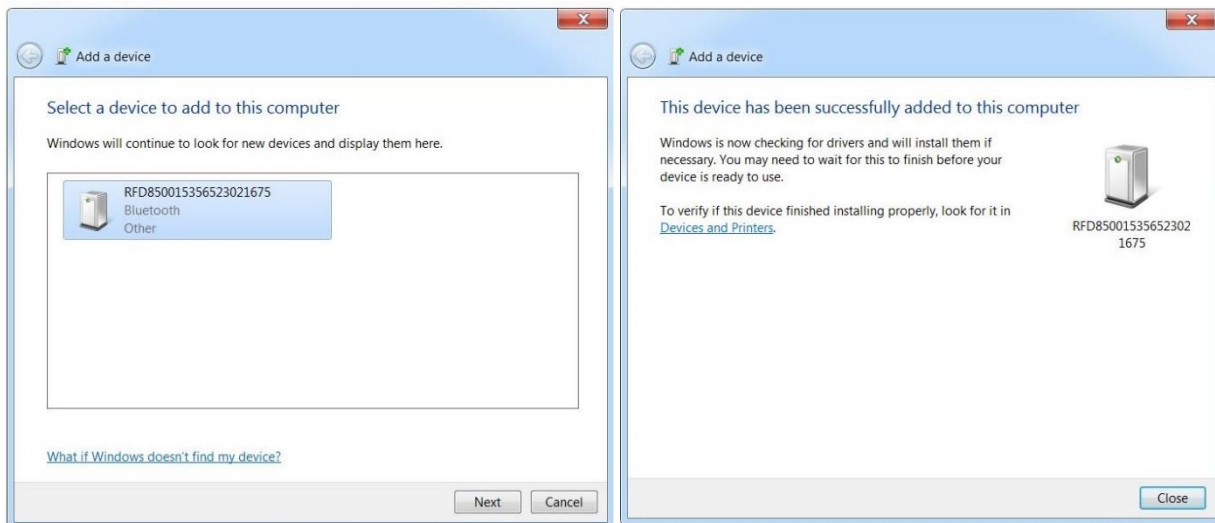 Add a device
Select a device to add to this computer
Windows will continue to look for new devices and display them here.
RFD850015356523021675
Bluetooth
Other
What if Windows doesn't find my device?
Next
Cancel
Add a device
This device has been successfully added to this computer
Windows is now checking for drivers and will install them if
necessary. You may need to wait for this to finish before your
device is ready to use.
To verify if this device finished installing properly, look for it in
Devices and Printers.
RFD85001535652302
1675
Close